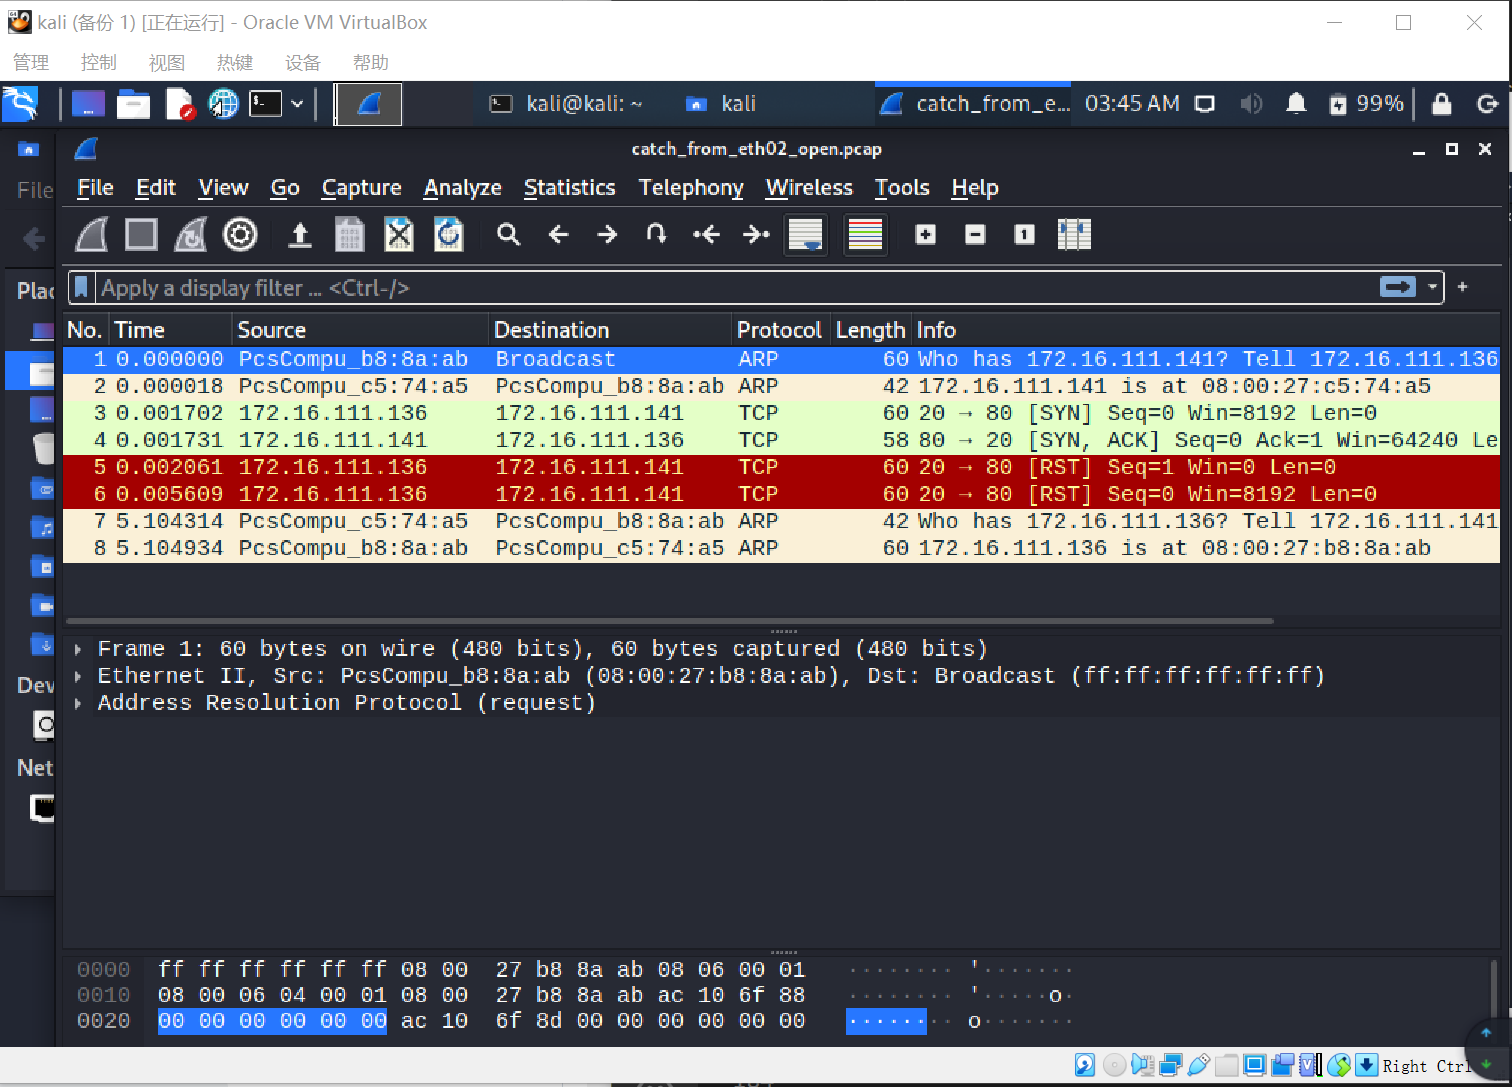 kali (备份 1) [正在运行] - Oracle VM VirtualBox
管理 控制 视图 热键 设备 帮助
kali@kali: ~ kali catch_from_e... 03:45 AM 99%
catch_from_eth02_open.pcap
File
File Edit View Go Capture Analyze Statistics Telephony Wireless Tools Help
Plac
Apply a display filter ... <Ctrl-/>
No. Time Source Destination Protocol Length Info
1 0.000000 PcsCompu_b8:8a:ab Broadcast ARP 60 Who has 172.16.111.141? Tell 172.16.111.136
2 0.000018 PcsCompu_c5:74:a5 PcsCompu_b8:8a:ab ARP 42 172.16.111.141 is at 08:00:27:c5:74:a5
3 0.001702 172.16.111.136 172.16.111.141 TCP 60 20 → 80 [SYN] Seq=0 Win=8192 Len=0
4 0.001731 172.16.111.141 172.16.111.136 TCP 58 80 → 20 [SYN, ACK] Seq=0 Ack=1 Win=64240 Le
5 0.002061 172.16.111.136 172.16.111.141 TCP 60 20 → 80 [RST] Seq=1 Win=0 Len=0
6 0.005609 172.16.111.136 172.16.111.141 TCP 60 20 → 80 [RST] Seq=0 Win=8192 Len=0
7 5.104314 PcsCompu_c5:74:a5 PcsCompu_b8:8a:ab ARP 42 Who has 172.16.111.136? Tell 172.16.111.141
8 5.104934 PcsCompu_b8:8a:ab PcsCompu_c5:74:a5 ARP 60 172.16.111.136 is at 08:00:27:b8:8a:ab
Frame 1: 60 bytes on wire (480 bits), 60 bytes captured (480 bits)
Ethernet II, Src: PcsCompu_b8:8a:ab (08:00:27:b8:8a:ab), Dst: Broadcast (ff:ff:ff:ff:ff:ff)
Address Resolution Protocol (request)
Dev
Net
0000 ff ff ff ff ff ff 08 00 27 b8 8a ab 08 06 00 01 ········ '·······
0010 08 00 06 04 00 01 08 00 27 b8 8a ab ac 10 6f 88 ········ '·····o·
0020 00 00 00 00 00 00 ac 10 6f 8d 00 00 00 00 00 00 ········ o·······
Right Ctrl